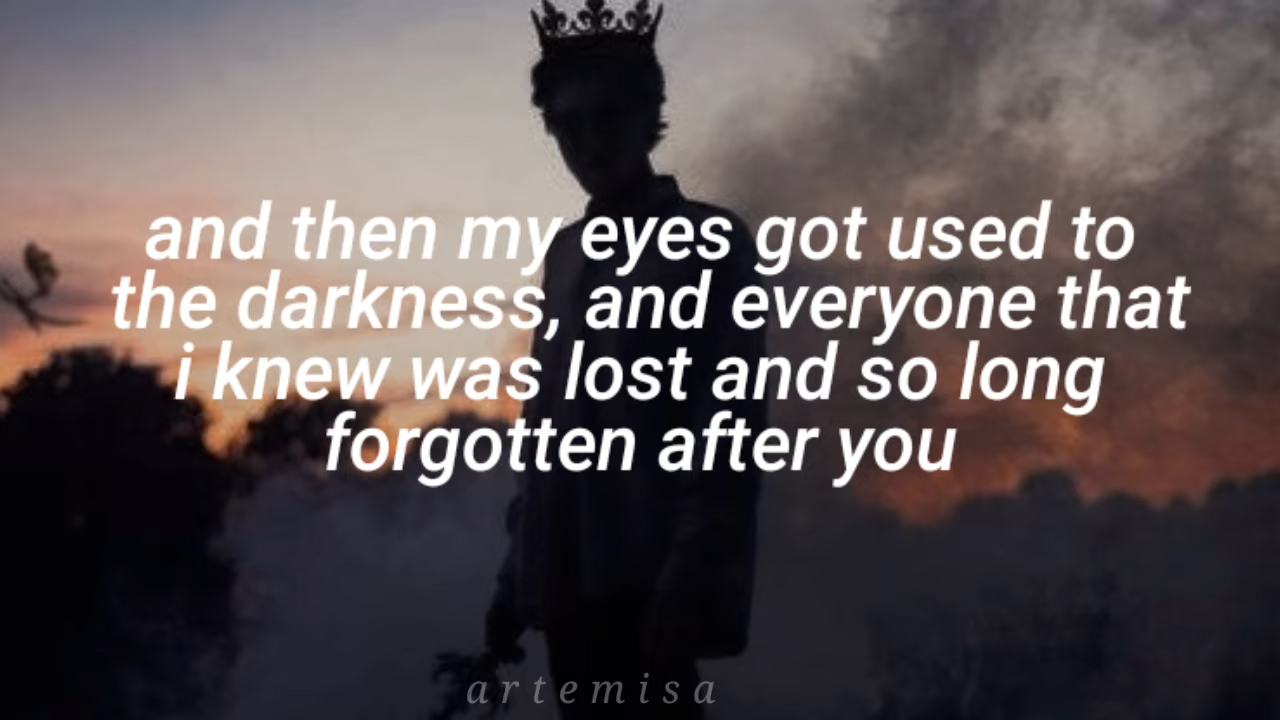 and then my eyes got used to
the darkness, and everyone that
i knew was lost and so long
forgotten after you
artemisa